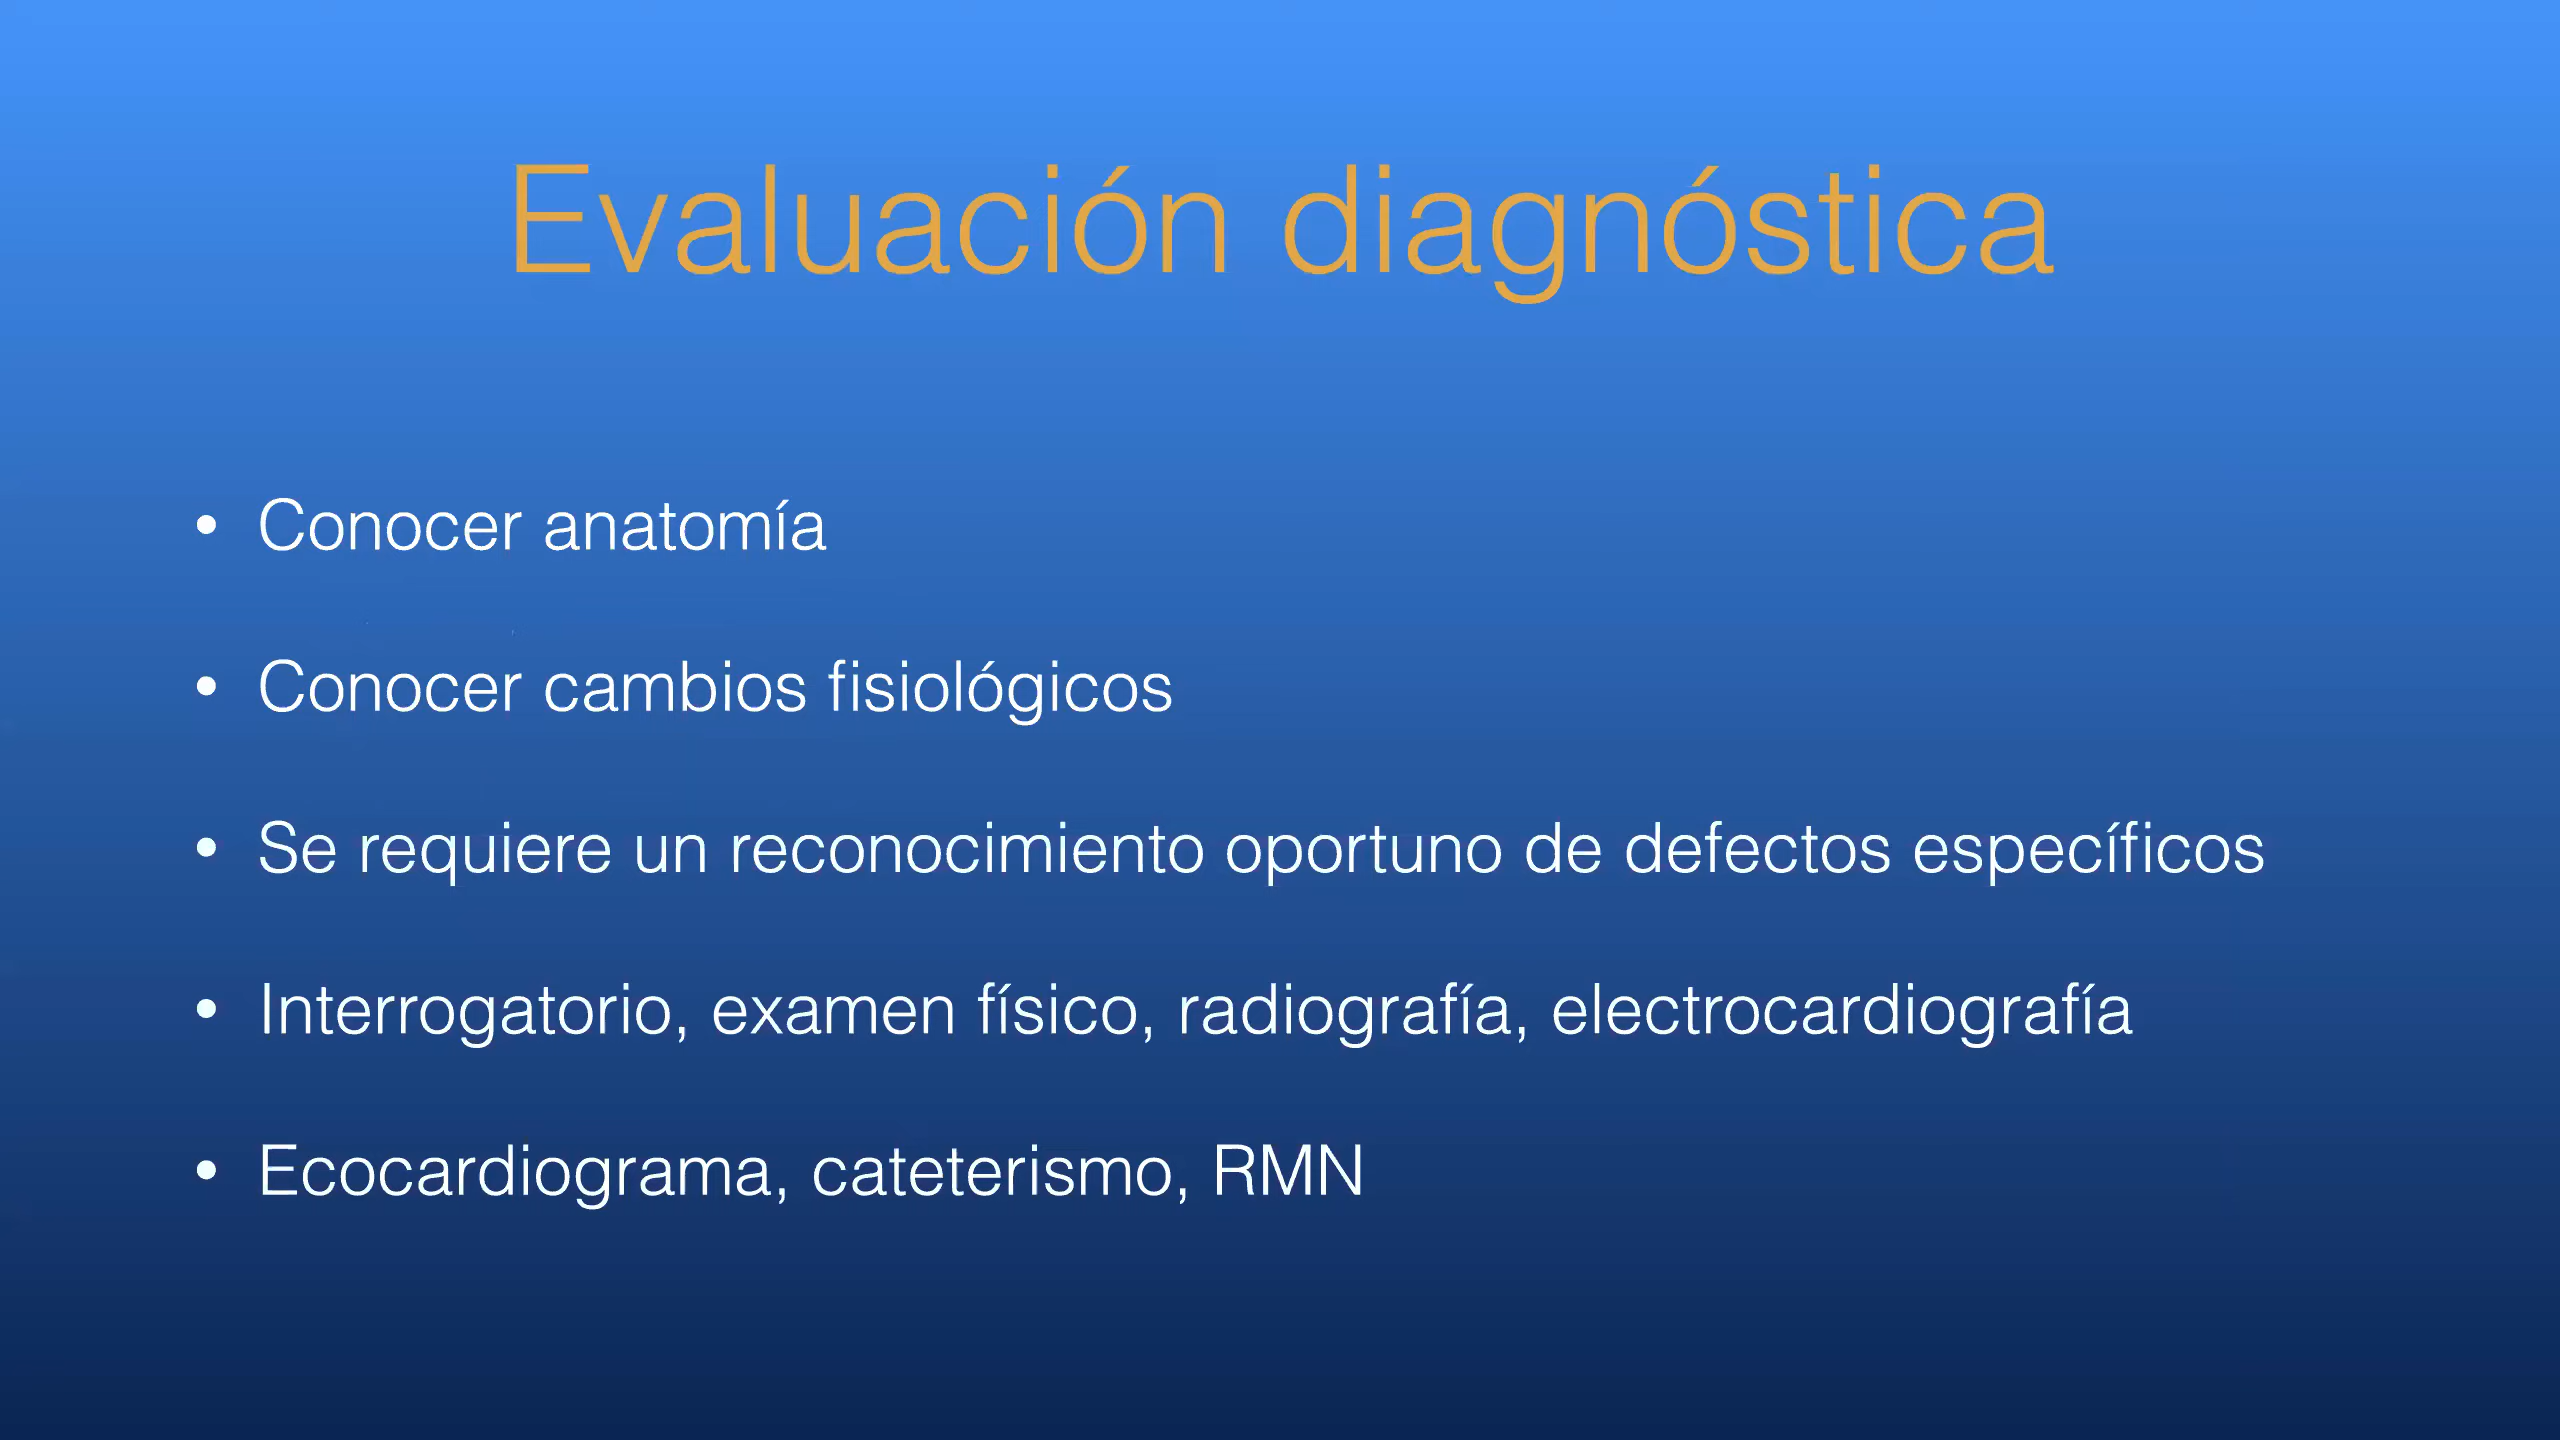 Evaluación diagnóstica
• Conocer anatomía
• Conocer cambios fisiológicos
• Se requiere un reconocimiento oportuno de defectos específicos
• Interrogatorio, examen físico, radiografía, electrocardiografía
• Ecocardiograma, cateterismo, RMN